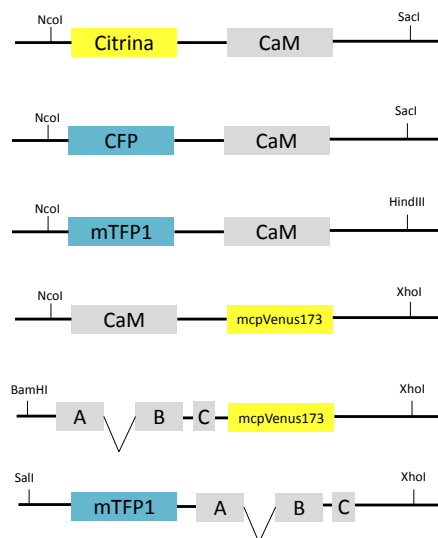 NcoI SacI
Citrina CaM
NcoI SacI
CFP CaM
NcoI HindIII
mTFP1 CaM
NcoI XhoI
CaM mcpVenus173
BamHI XhoI
A B C mcpVenus173
SalI XhoI
mTFP1 A B C